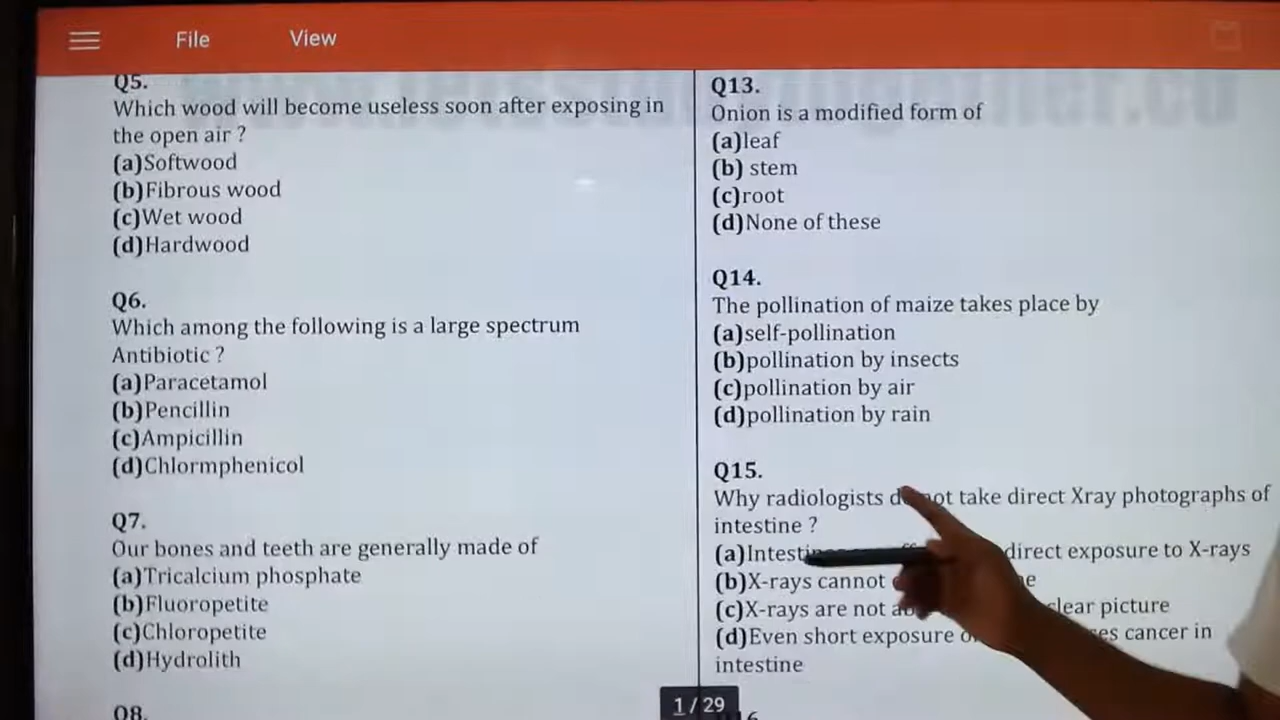 File
View
Q5.
Which wood will become useless soon after exposing in
the open air ?
(a)Softwood
(b)Fibrous wood
(c)Wet wood
(d)Hardwood
Q6.
Which among the following is a large spectrum
Antibiotic ?
(a)Paracetamol
(b)Pencillin
(c)Ampicillin
(d)Chlormphenicol
Q7.
Our bones and teeth are generally made of
(a)Tricalcium phosphate
(b)Fluoropetite
(c)Chloropetite
(d)Hydrolith
Q8.
Q13.
Onion is a modified form of
(a)leaf
(b) stem
(c)root
(d)None of these
Q14.
The pollination of maize takes place by
(a)self-pollination
(b)pollination by insects
(c)pollination by air
(d)pollination by rain
Q15.
Why radiologists not take direct Xray photographs of
intestine ?
(a) direct exposure to X-rays
(b)X-rays cannot
(c)X-rays are not clear picture
(d)Even short exposure cancer in
intestine
1 / 29